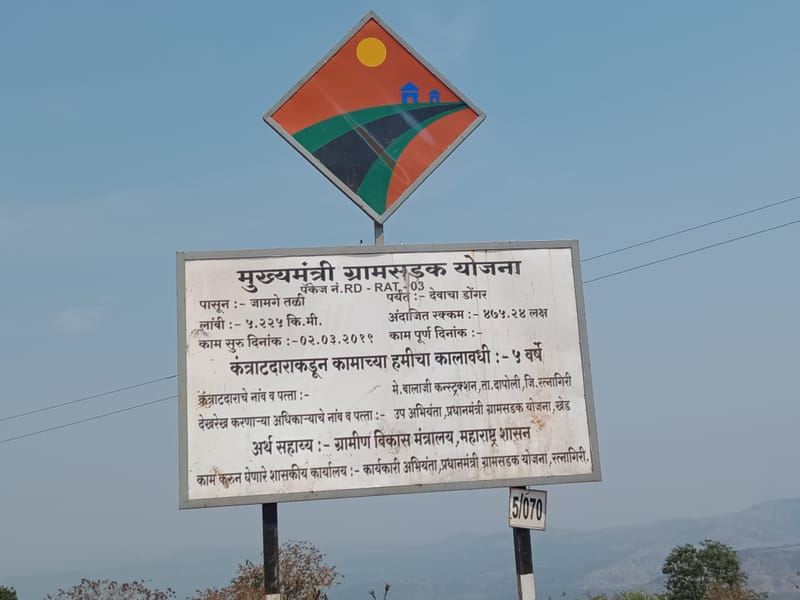 मुख्यमंत्री ग्रामसडक योजना
पॅकेज नं.RD - RAT -03
पासून :- जामगे तळी पर्यंत :- देवाचा डोंगर
लांबी :- ५.२२५ कि.मी. अंदाजित रक्कम :- ४७५.२४ लक्ष
काम सुरु दिनांक :-०२.०३.२०१९ काम पूर्ण दिनांक :-
कंत्राटदाराकडून कामाच्या हमीचा कालावधी :- ५ वर्षे
कंत्राटदाराचे नांव व पत्ता :- मे.बालाजी कन्स्ट्रक्शन,ता.दापोली,जि.रत्नागिरी
देखरेख करणाऱ्या अधिकाऱ्याचे नांव व पत्ता :- उप अभियंता,प्रधानमंत्री ग्रामसडक योजना,खेड
अर्थ सहाय्य :- ग्रामीण विकास मंत्रालय,महाराष्ट्र शासन
काम करुन घेणारे शासकीय कार्यालय :- कार्यकारी अभियंता,प्रधानमंत्री ग्रामसडक योजना,रत्नागिरी.
5/070